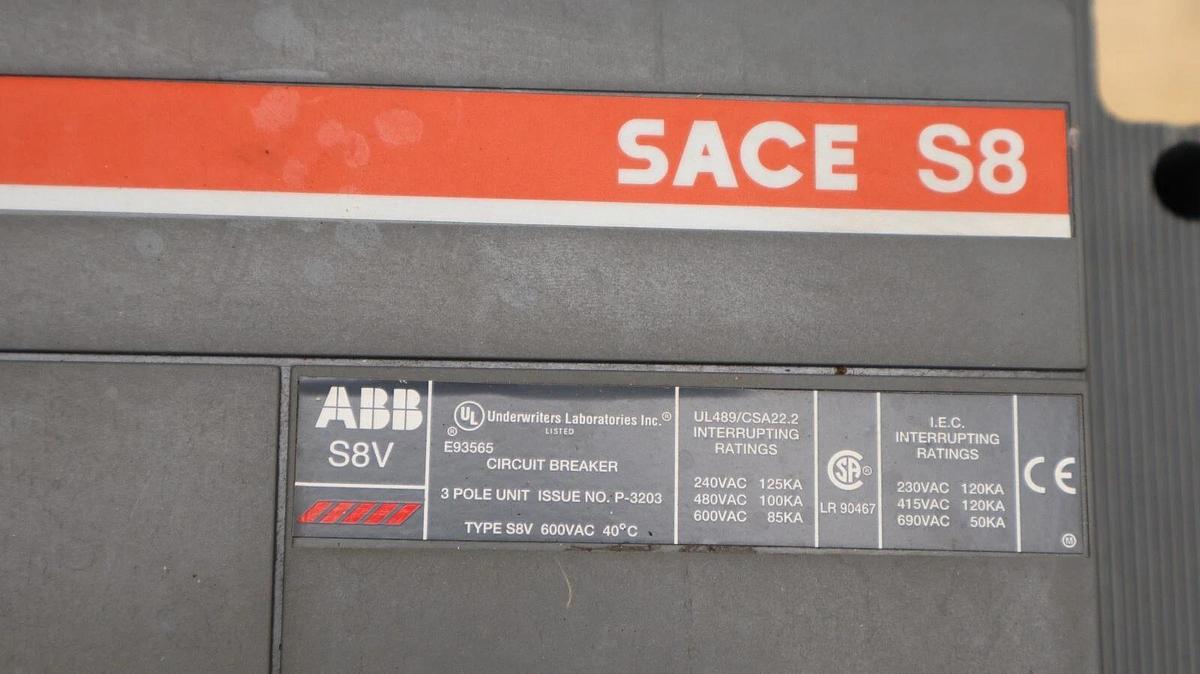 SACE S8
ABB
S8V
UL Underwriters Laboratories Inc.®
® LISTED
E93565
CIRCUIT BREAKER
3 POLE UNIT ISSUE NO. P-3203
TYPE S8V 600VAC 40°C
UL489/CSA22.2
INTERRUPTING
RATINGS
240VAC 125KA
480VAC 100KA
600VAC 85KA
SA®
LR 90467
I.E.C.
INTERRUPTING
RATINGS
230VAC 120KA
415VAC 120KA
690VAC 50KA
CE
M